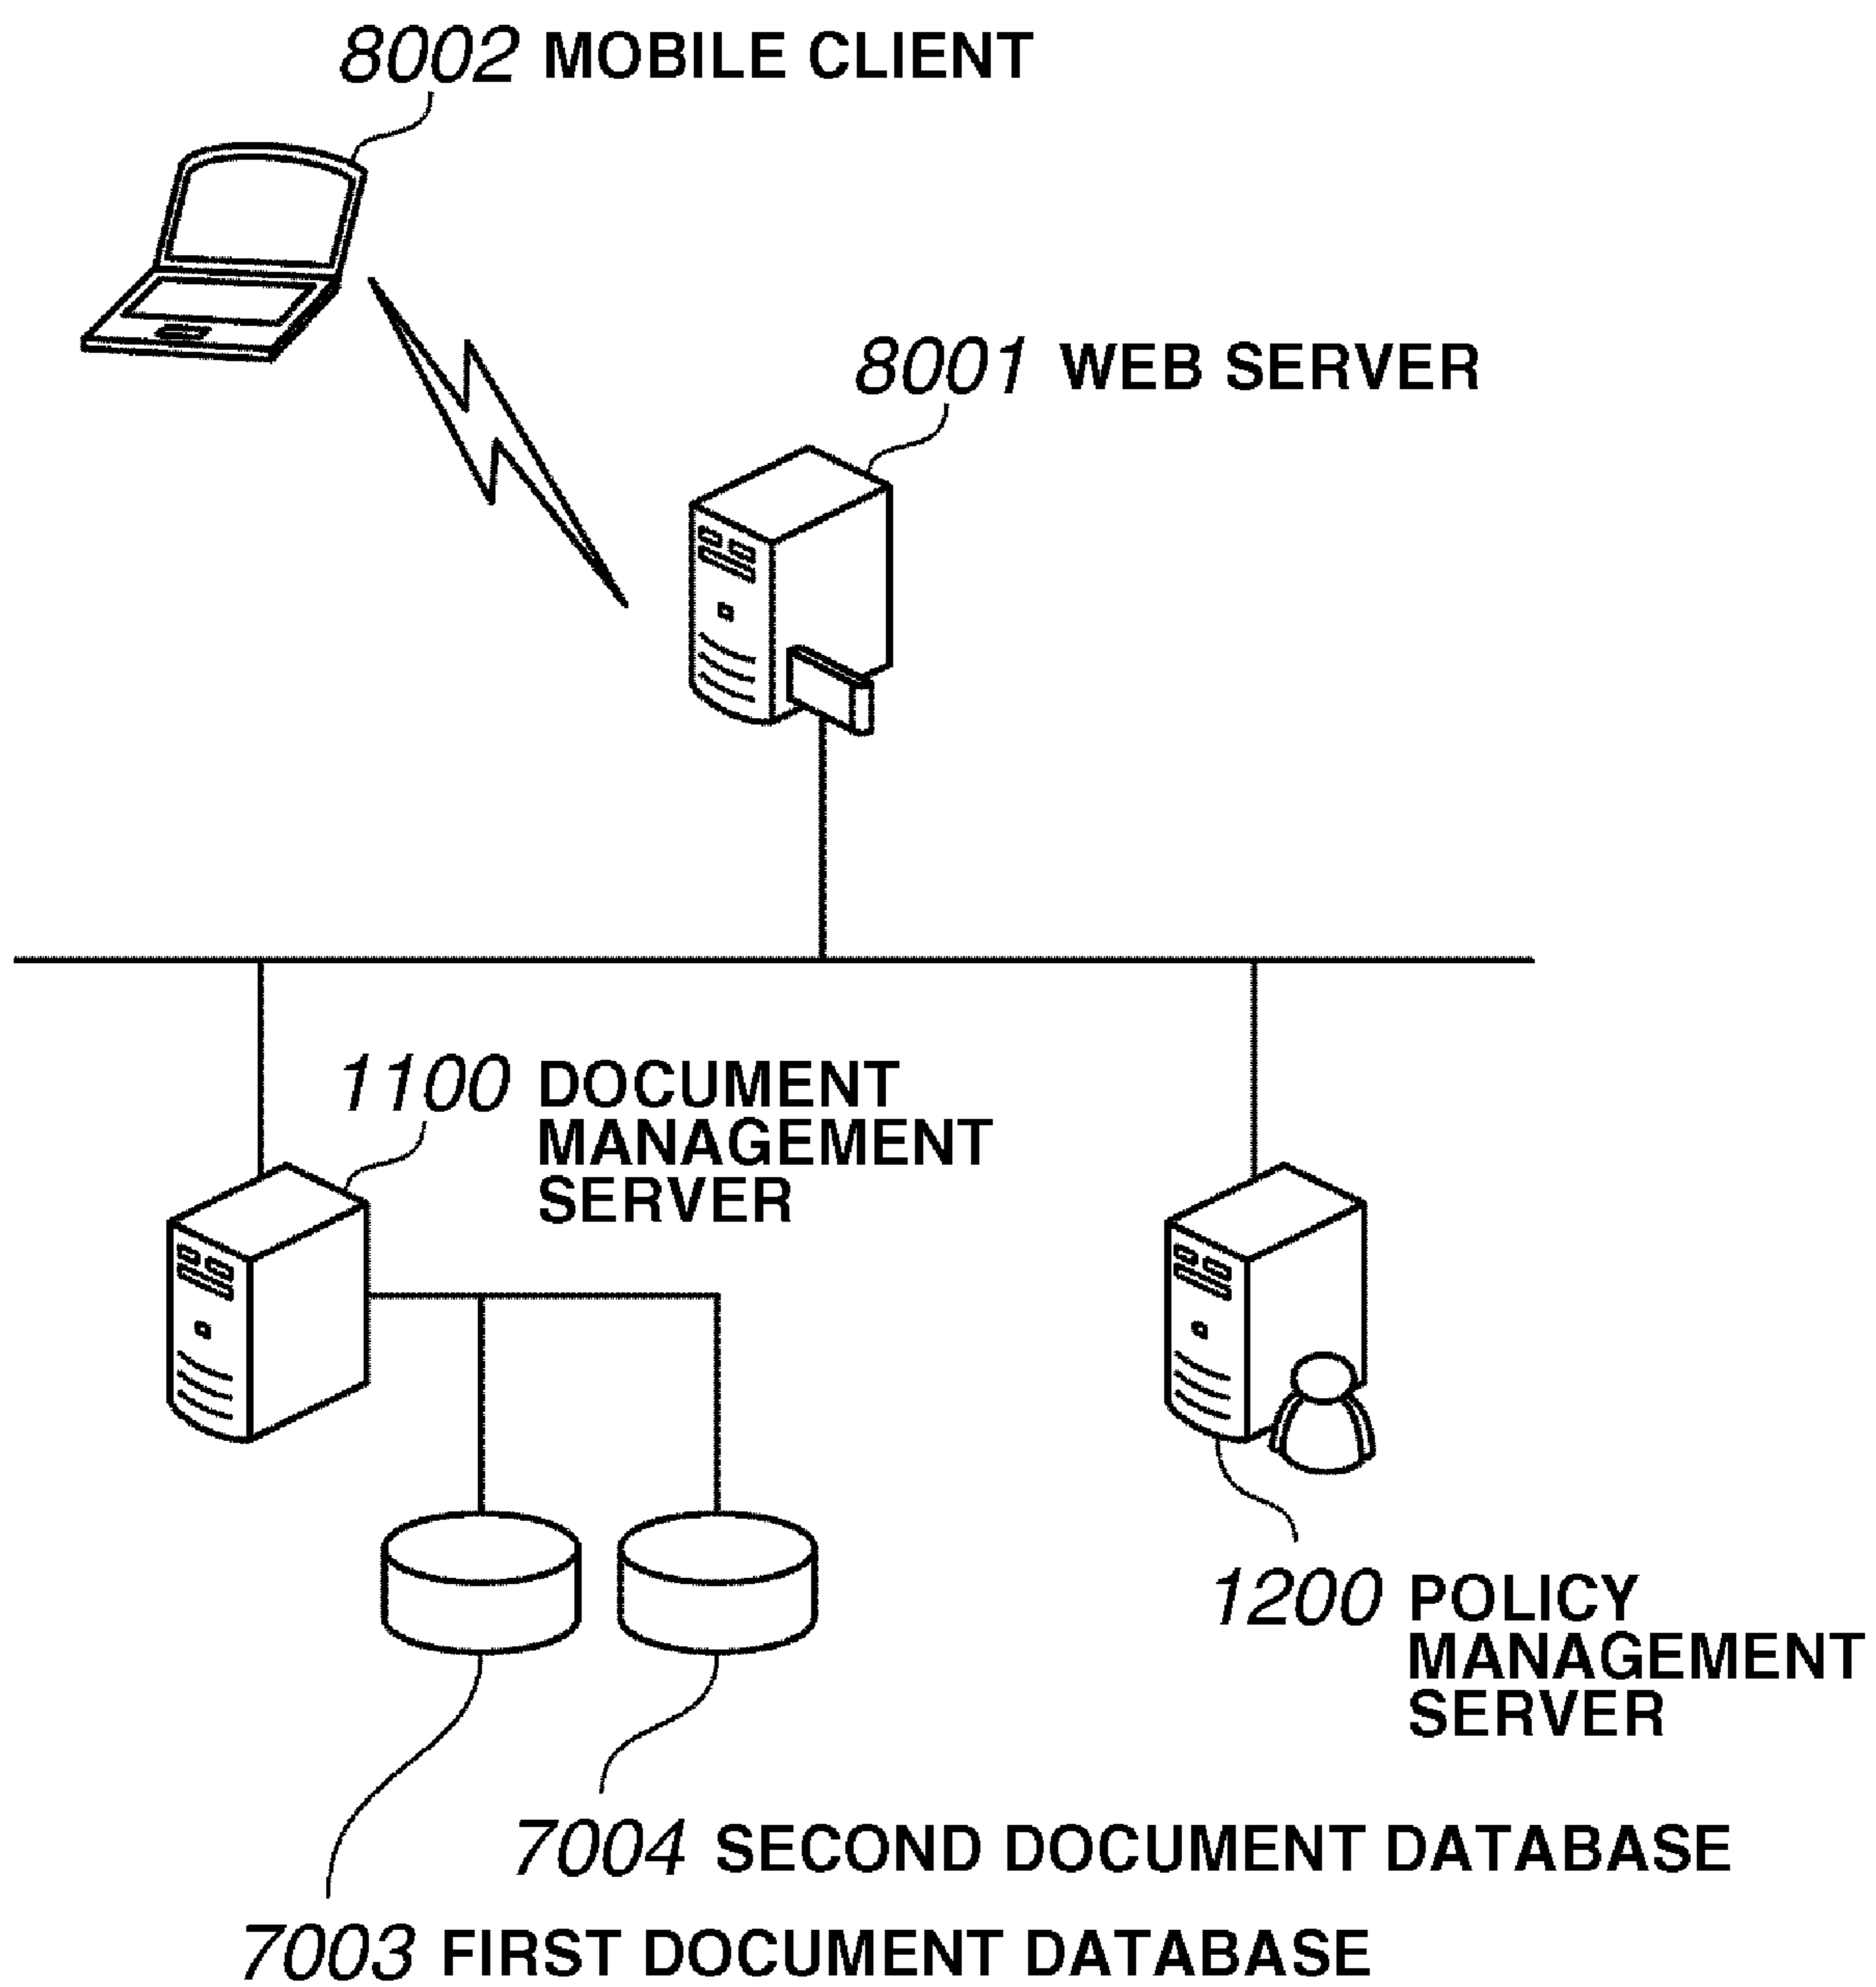 8002 MOBILE CLIENT
8001 WEB SERVER
1100 DOCUMENT
MANAGEMENT
SERVER
1200 POLICY
MANAGEMENT
SERVER
7004 SECOND DOCUMENT DATABASE
7003 FIRST DOCUMENT DATABASE